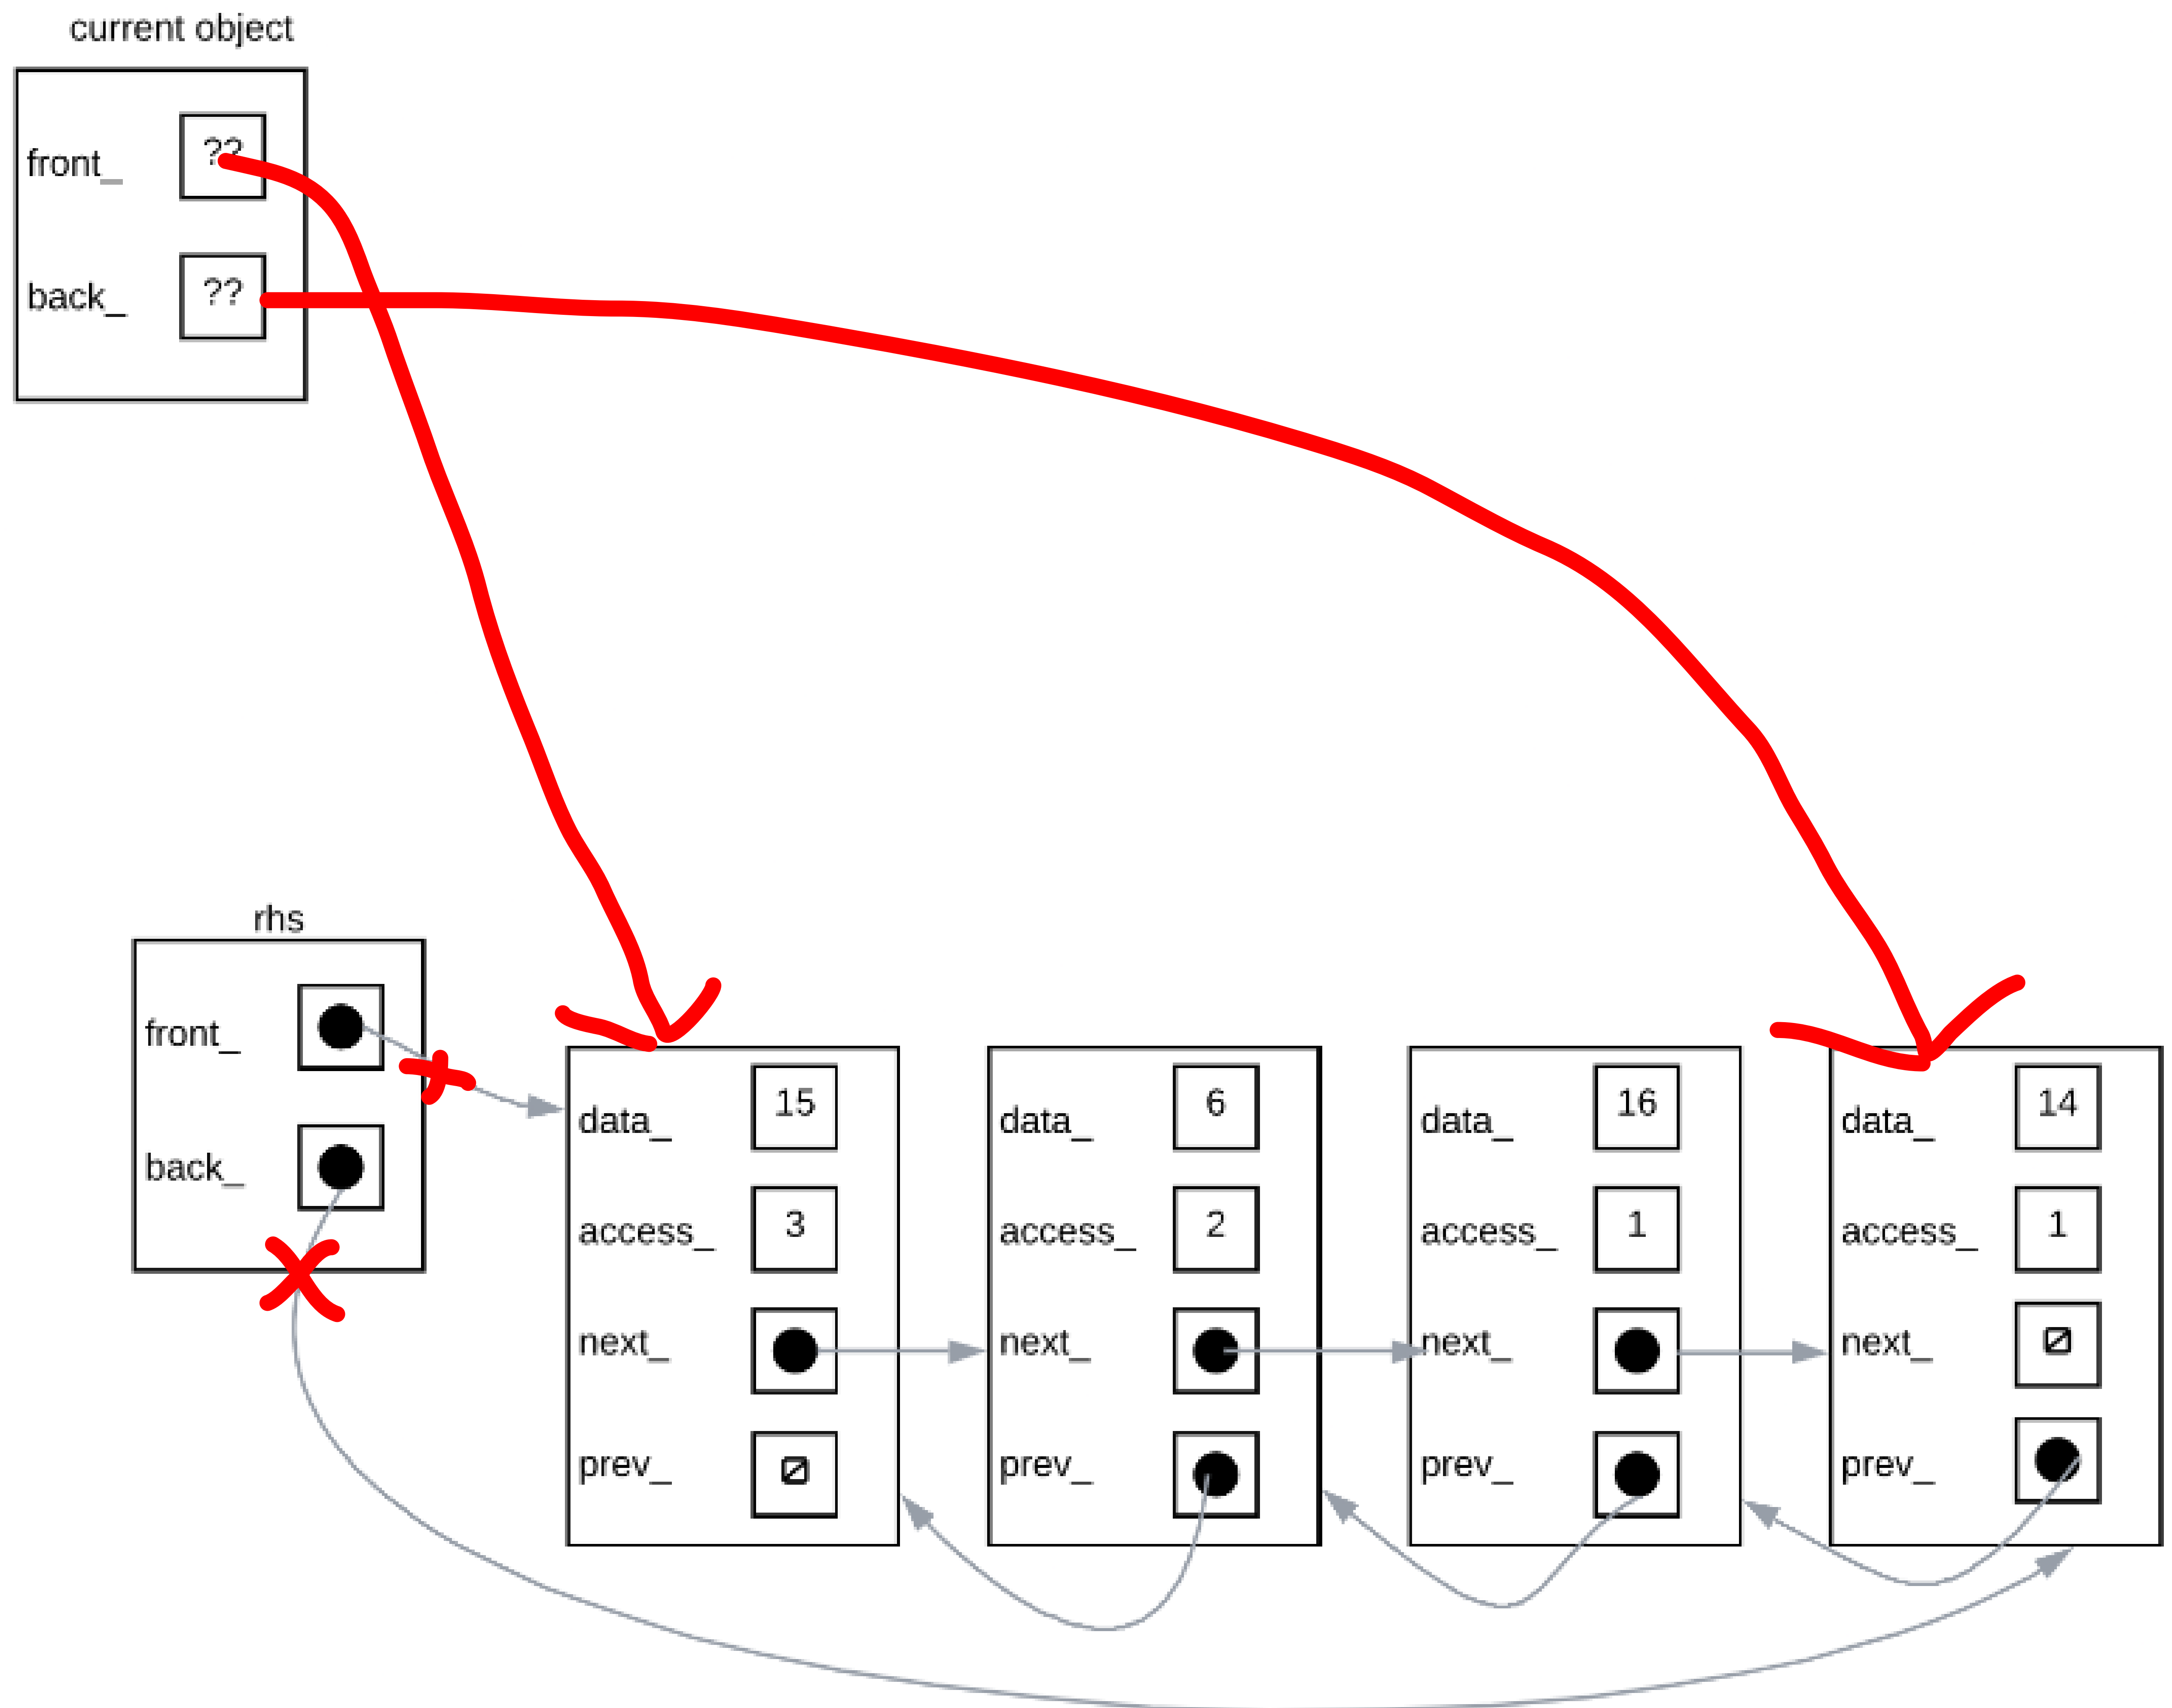 current object
front_ ??
back_ ??
rhs
front_
back_
data_ 15 data_ 6 data_ 16 data_ 14
access_ 3 access_ 2 access_ 1 access_ 1
next_ next_ next_ next_
prev_ prev_ prev_ prev_